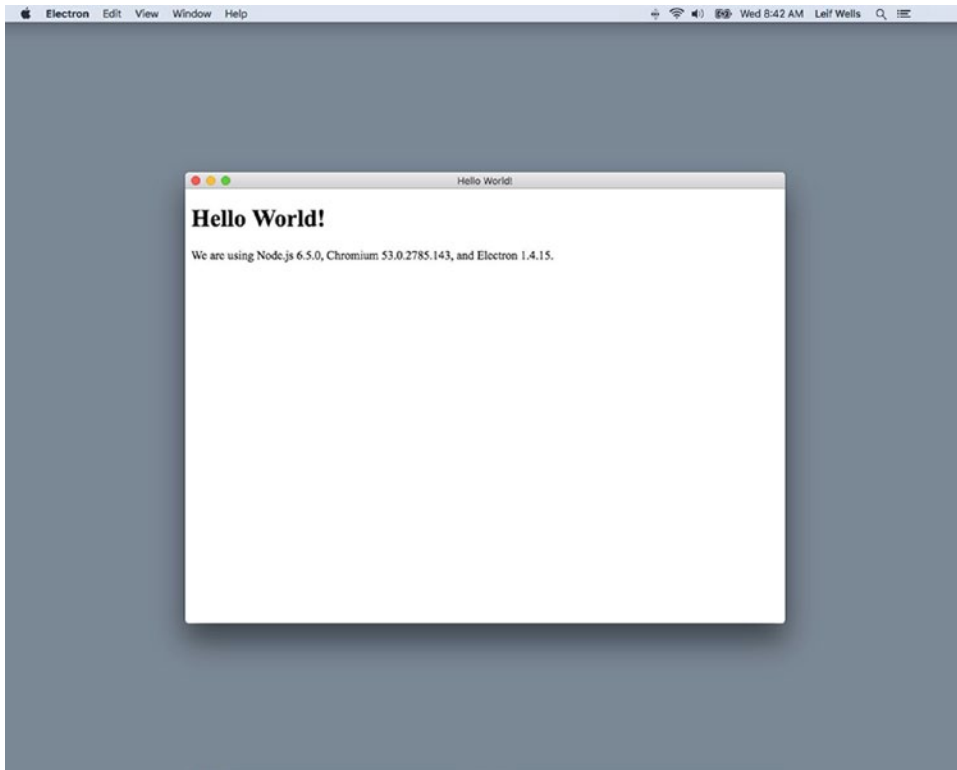 Electron Edit View Window Help Wed 8:42 AM Leif Wells
Hello World!
Hello World!
We are using Node.js 6.5.0, Chromium 53.0.2785.143, and Electron 1.4.15.